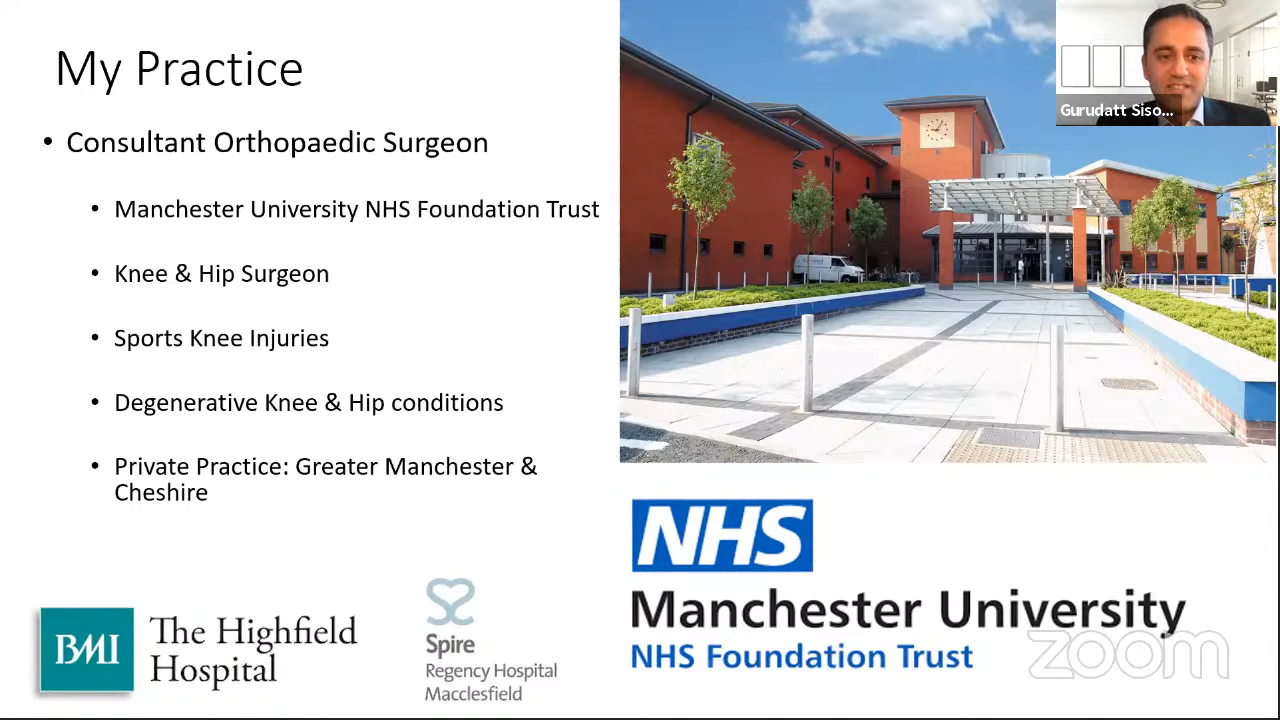 My Practice
• Consultant Orthopaedic Surgeon
• Manchester University NHS Foundation Trust
• Knee & Hip Surgeon
• Sports Knee Injuries
• Degenerative Knee & Hip conditions
• Private Practice: Greater Manchester &
Cheshire
Gurudatt Siso...
BMI
The Highfield
Hospital
Spire
Regency Hospital
Macclesfield
NHS
Manchester University
NHS Foundation Trust
zoom